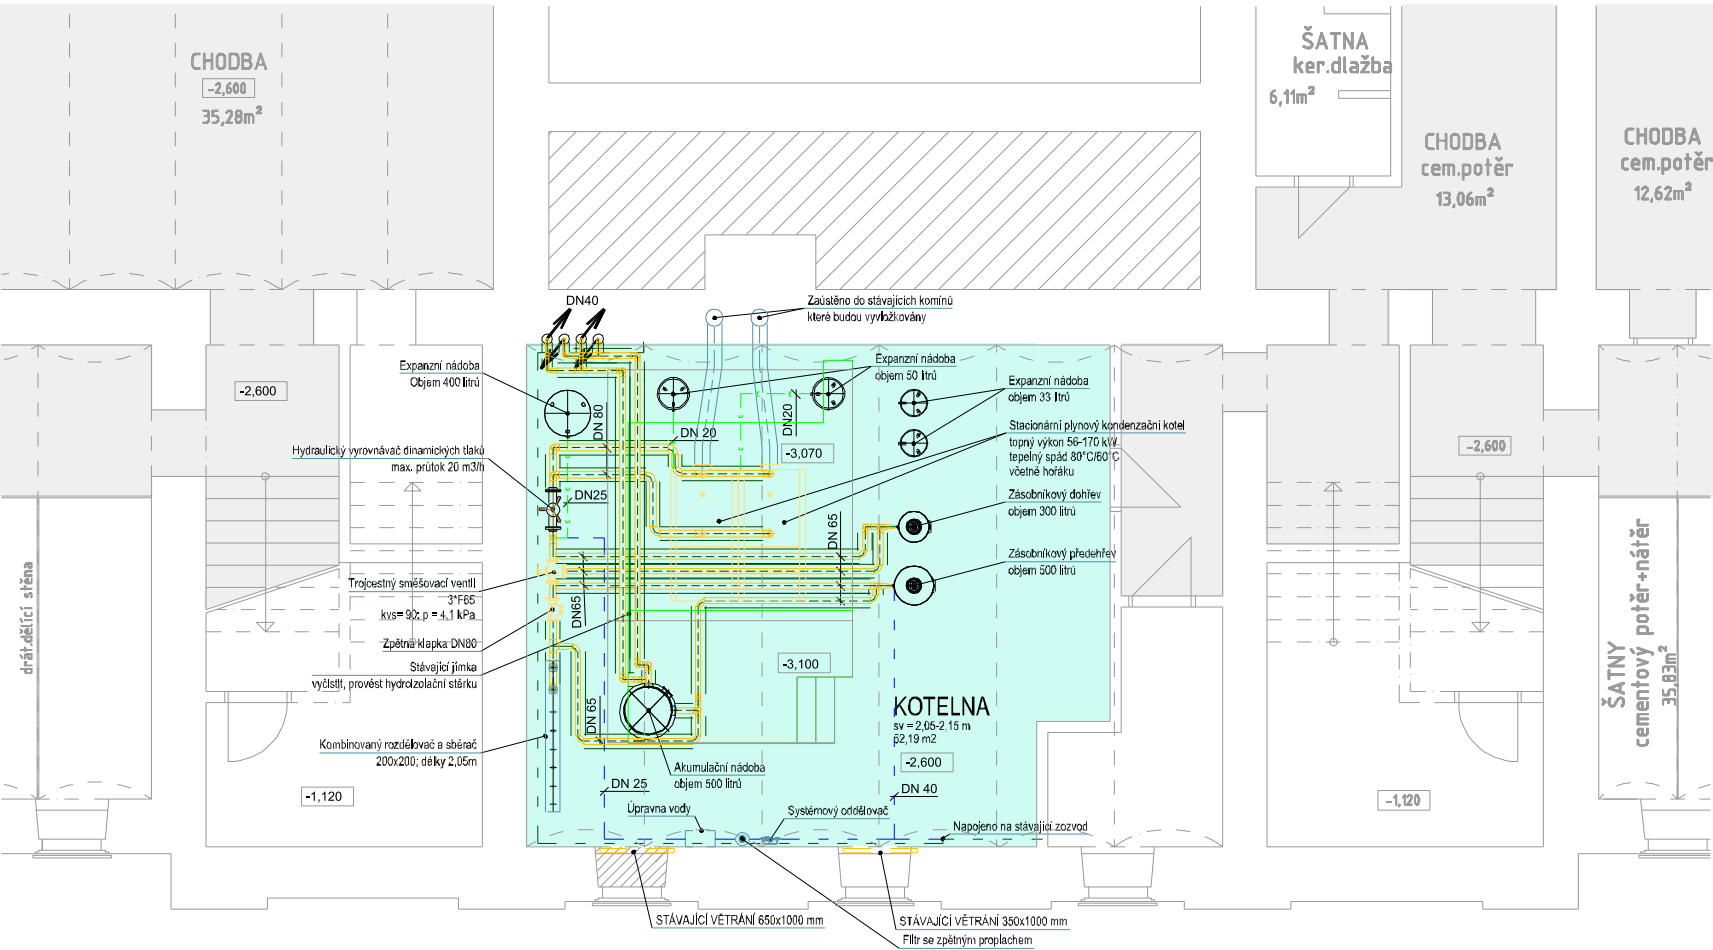 CHODBA
-2,600
35,28m²
ŠATNA
ker.dlažba
6,11m²
CHODBA
cem.potěr
13,06m²
CHODBA
cem.potěr
12,62m²
DN40
Zaústěno do stávajících komínů
které budou vyvložkovány
Expanzní nádoba
Objem 400 litrů
-2,600
Expanzní nádoba
objem 50 litrů
Expanzní nádoba
objem 33 litrů
DN 80
DN 20
DN20
-3,070
Stacionární plynový kondenzační kotel
topný výkon 56-170 kW
tepelný spád 80°C/60°C
včetně hořáku
-2,600
Hydraulický vyrovnávač dinamických tlaků
max. průtok 20 m3/h
DN25
Zásobníkový dohřev
objem 300 litrů
DN 65
Zásobníkový předehřev
objem 500 litrů
drát.dělící stěna
Trojcestný směšovací ventil
3*F65
kvs= 90; p = 4.1 kPa
DN65
Zpětná klapka DN80
Stávající jímka
vyčistit, provést hydroizolační stěrku
-3,100
ŠATNY
cementový potěr+nátěr
35,83m²
KOTELNA
sv = 2,05-2,15 m
52,19 m2
-2,600
DN 65
Kombinovaný rozdělovač a sběrač
200x200; délky 2,05m
Akumulační nádoba
objem 500 litrů
DN 25
DN 40
-1,120
-1,120
Úpravna vody
Systémový oddělovač
Napojeno na stávající zozvod
STÁVAJÍCÍ VĚTRÁNÍ 650x1000 mm
STÁVAJÍCÍ VĚTRÁNÍ 350x1000 mm
Filtr se zpětným proplachem